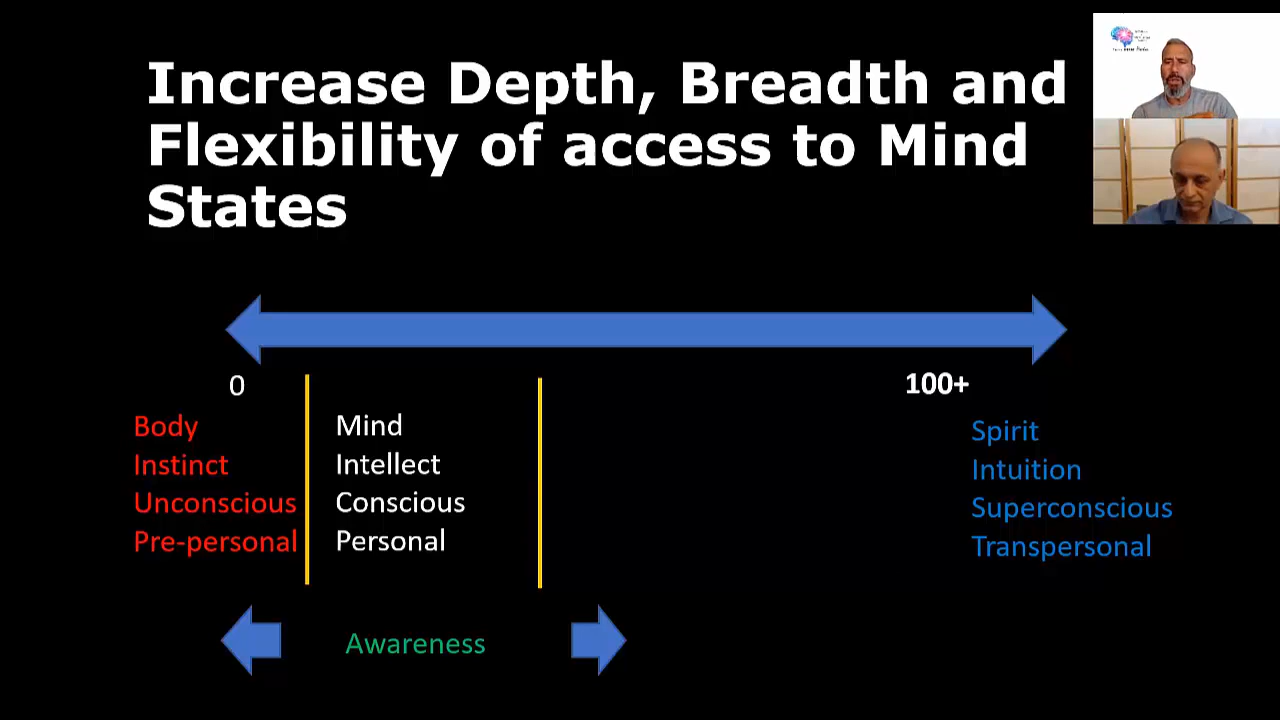 Increase Depth, Breadth and
Flexibility of access to Mind
States
0
100+
Body
Instinct
Unconscious
Pre-personal
Mind
Intellect
Conscious
Personal
Spirit
Intuition
Superconscious
Transpersonal
Awareness